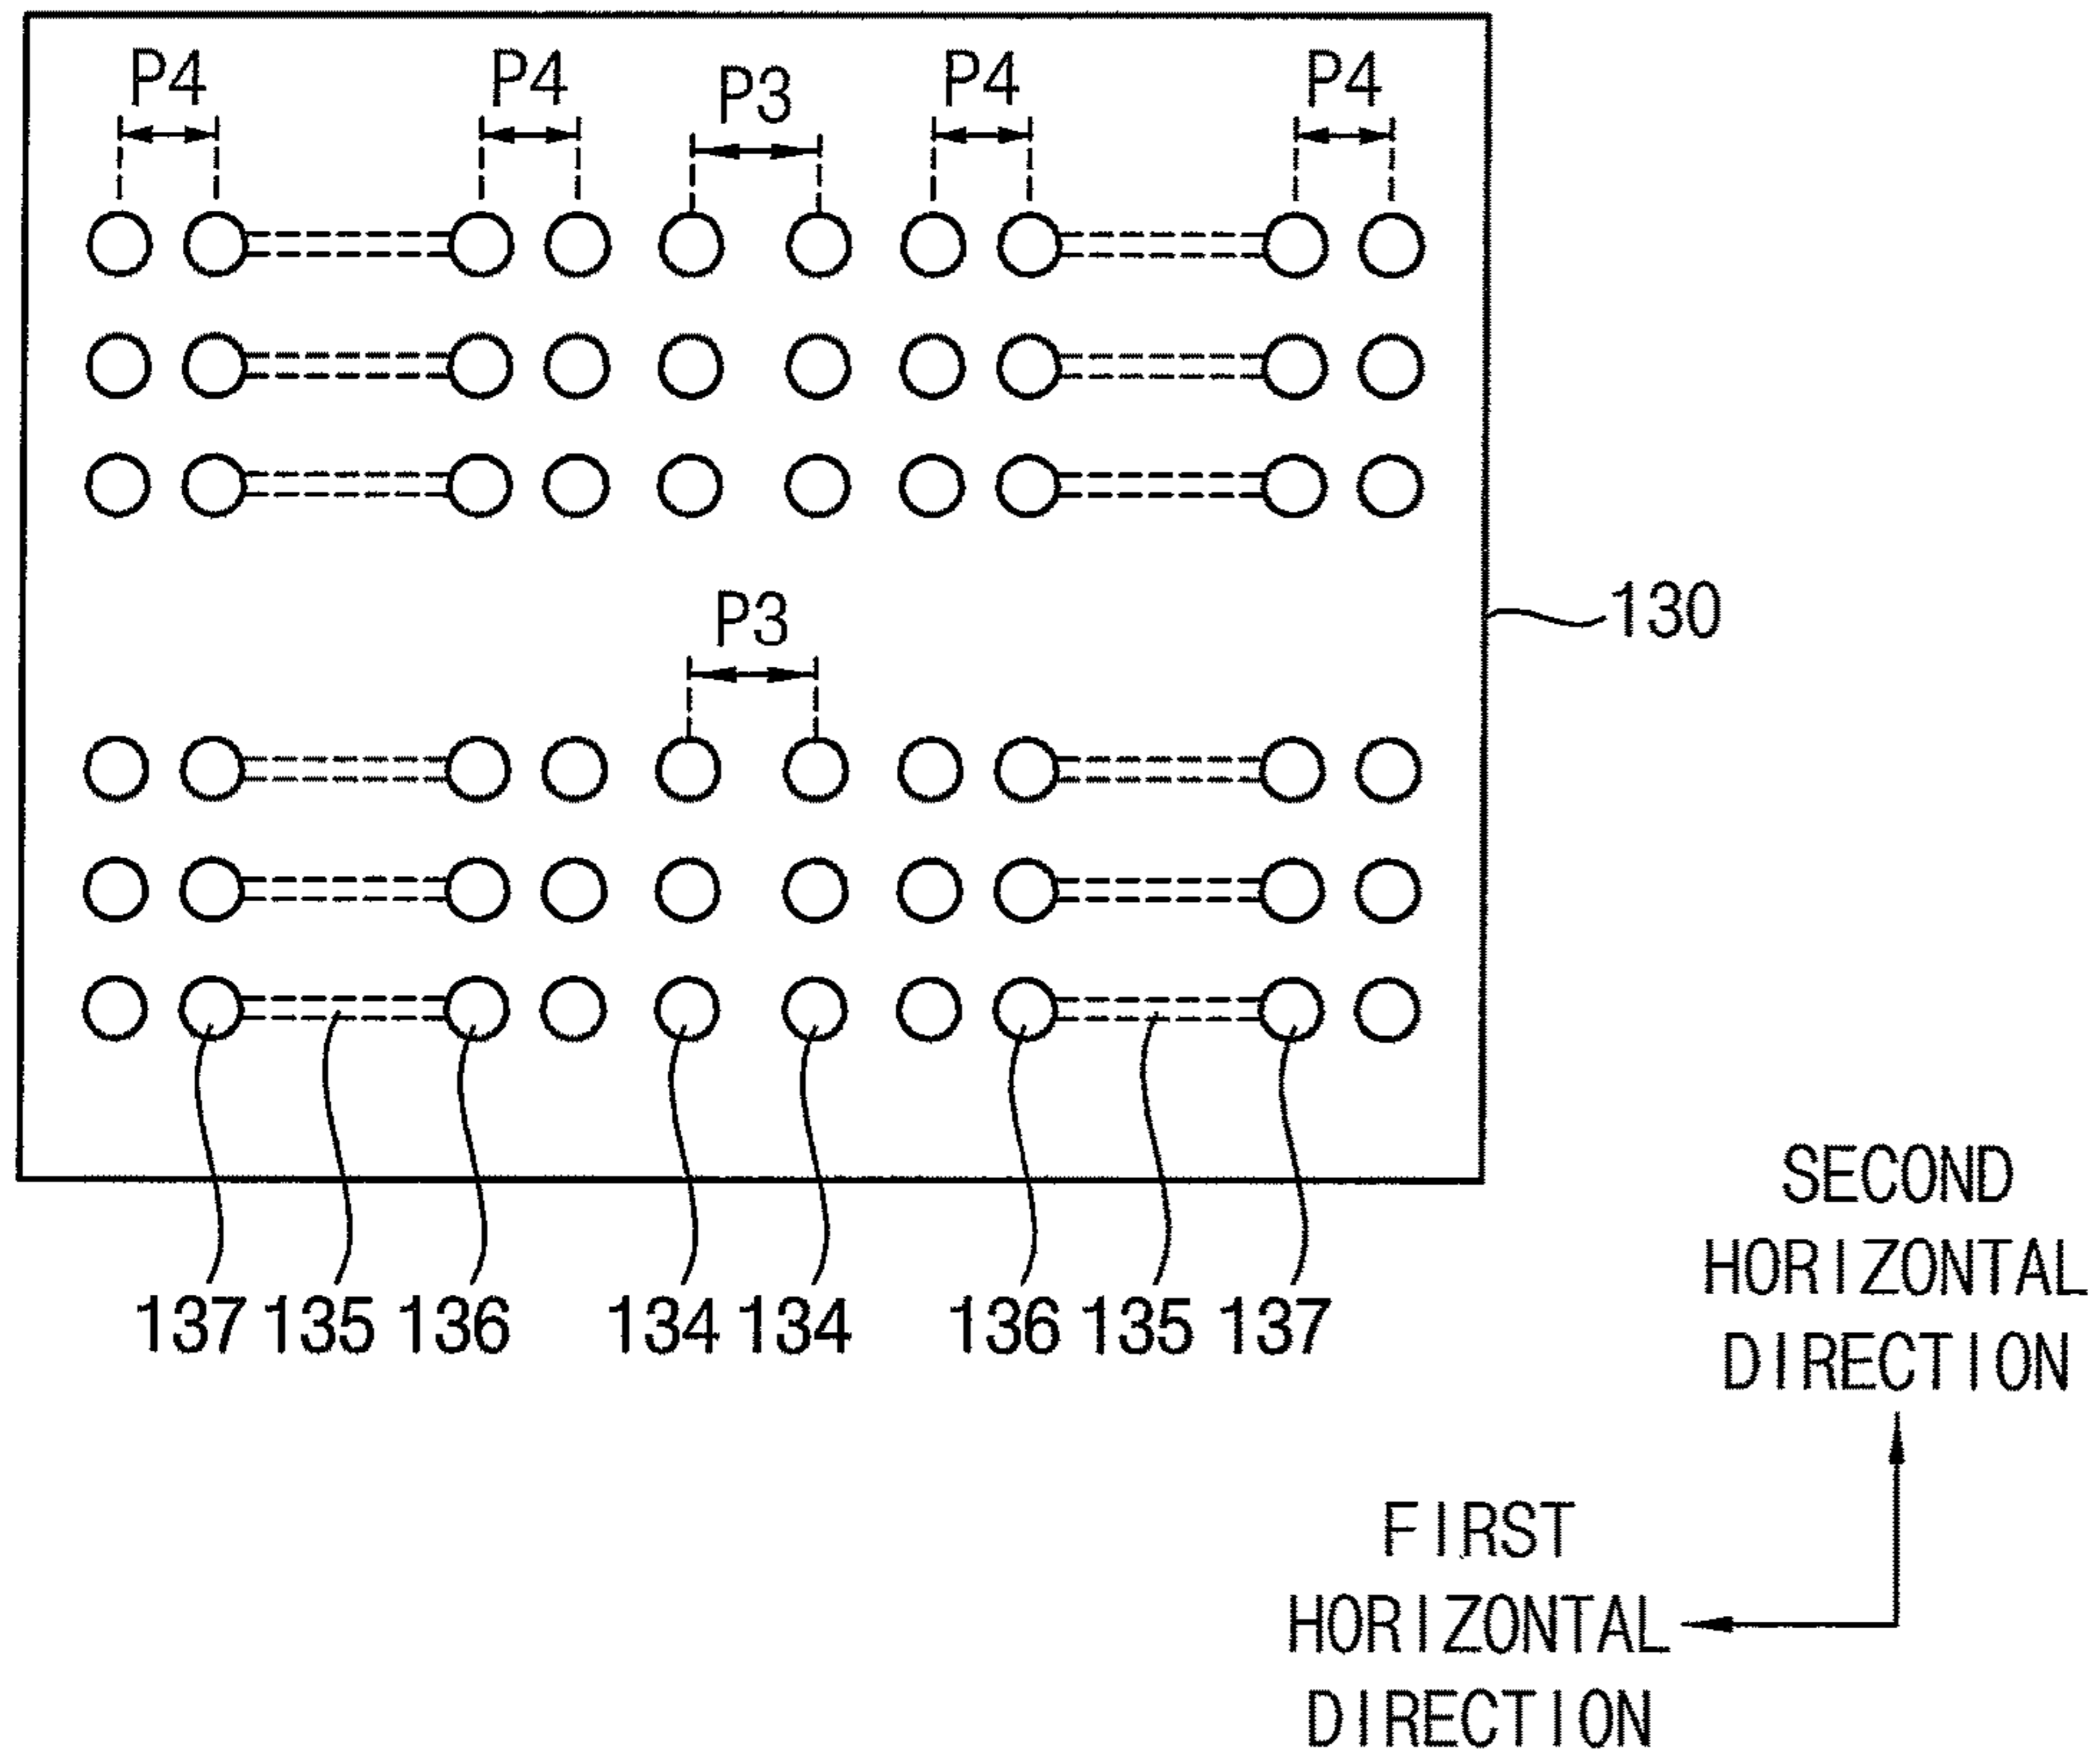 P4 P4 P3 P4 P4
P3
130
137 135 136 134 134 136 135 137
SECOND
HORIZONTAL
DIRECTION
FIRST
HORIZONTAL
DIRECTION